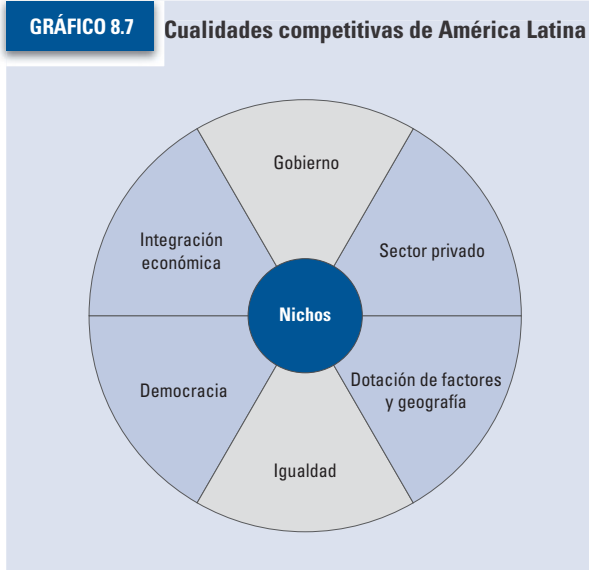 GRÁFICO 8.7
Cualidades competitivas de América Latina
Gobierno
Integración
económica
Sector privado
Nichos
Democracia
Dotación de factores
y geografía
Igualdad